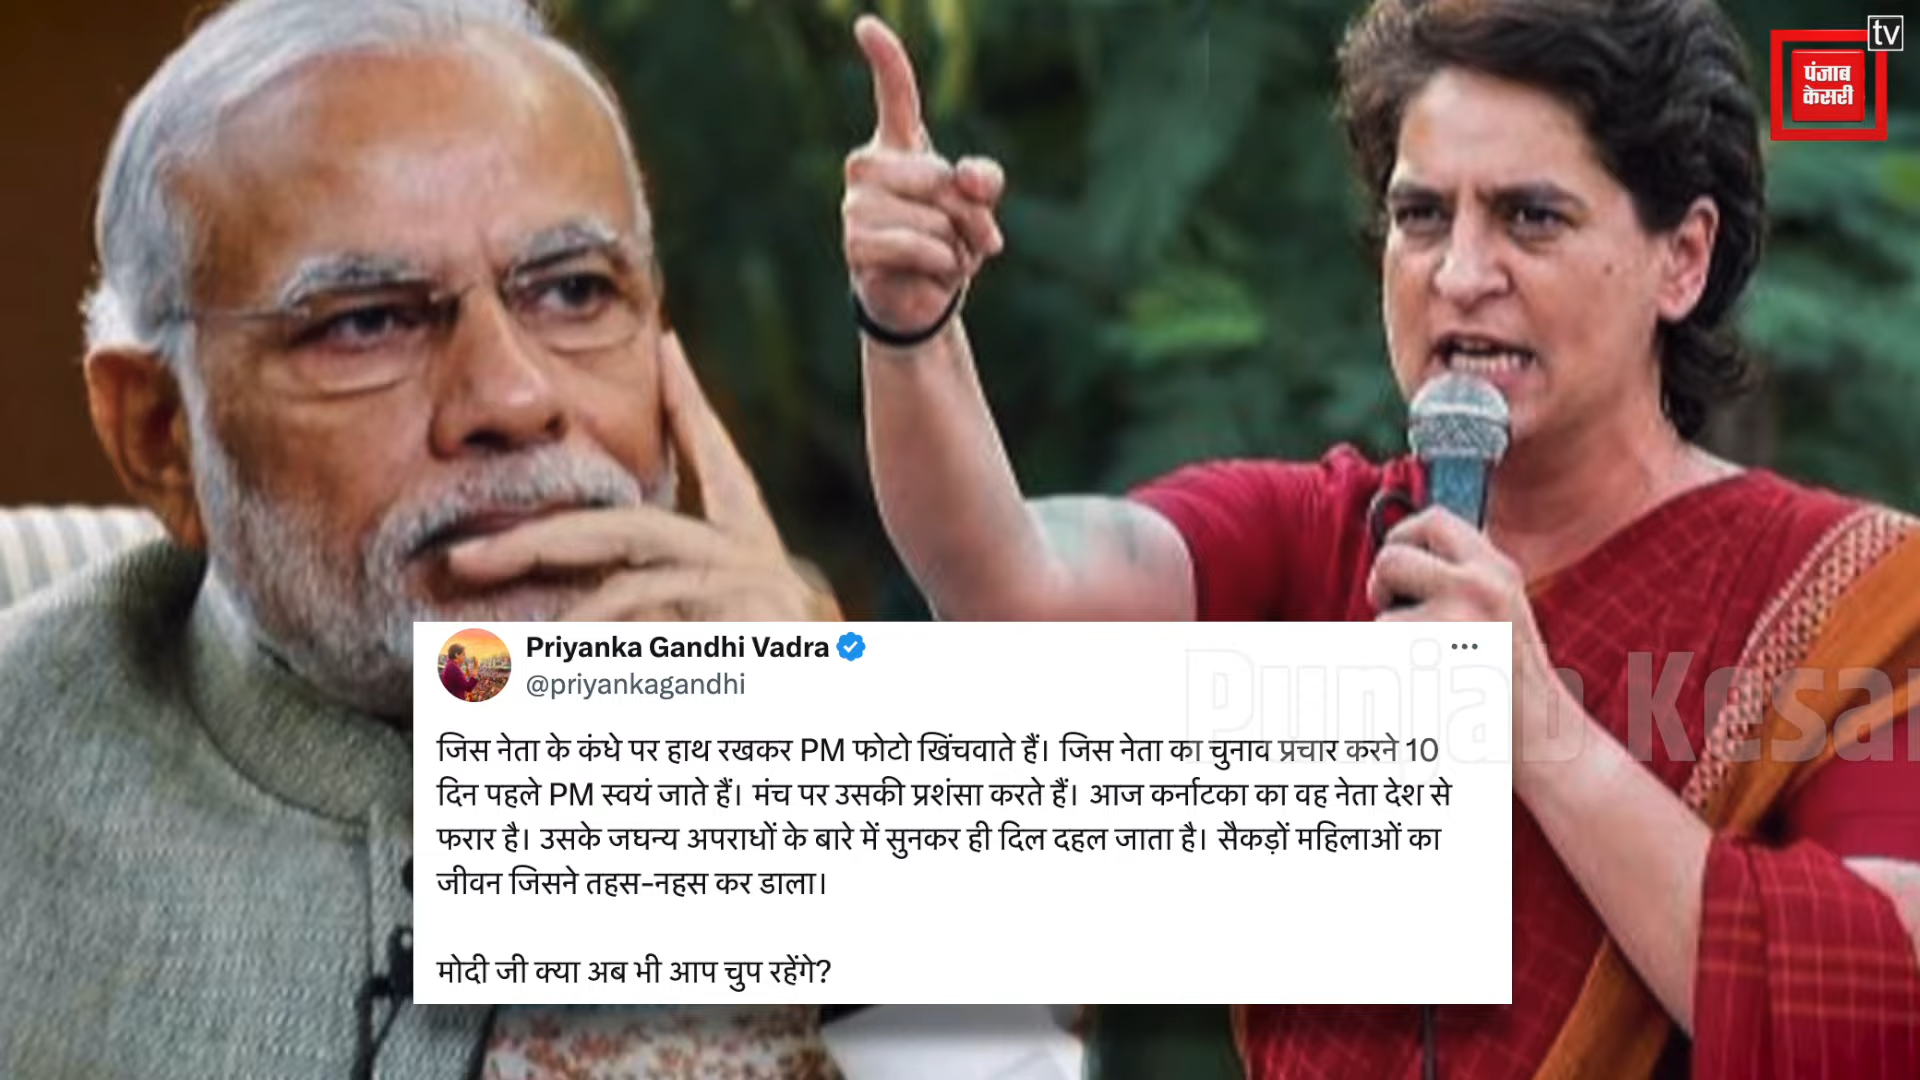 tv
पंजाब
केसरी
Priyanka Gandhi Vadra
@priyankagandhi
Punjab Kesar
जिस नेता के कंधे पर हाथ रखकर PM फोटो खिंचवाते हैं। जिस नेता का चुनाव प्रचार करने 10
दिन पहले PM स्वयं जाते हैं। मंच पर उसकी प्रशंसा करते हैं। आज कर्नाटका का वह नेता देश से
फरार है। उसके जघन्य अपराधों के बारे में सुनकर ही दिल दहल जाता है। सैकड़ों महिलाओं का
जीवन जिसने तहस-नहस कर डाला।
मोदी जी क्या अब भी आप चुप रहेंगे?